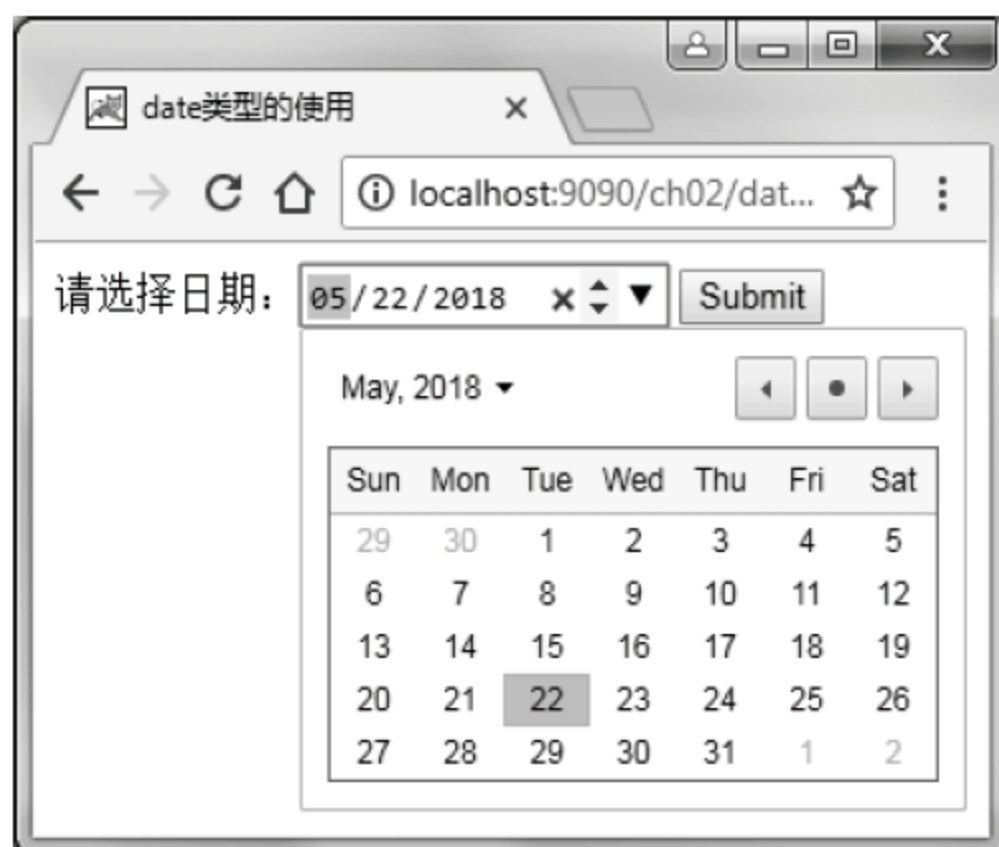 date类型的使用
localhost:9090/ch02/dat...
请选择日期： 05/22/2018 Submit
May, 2018
Sun Mon Tue Wed Thu Fri Sat
29 30 1 2 3 4 5
6 7 8 9 10 11 12
13 14 15 16 17 18 19
20 21 22 23 24 25 26
27 28 29 30 31 1 2